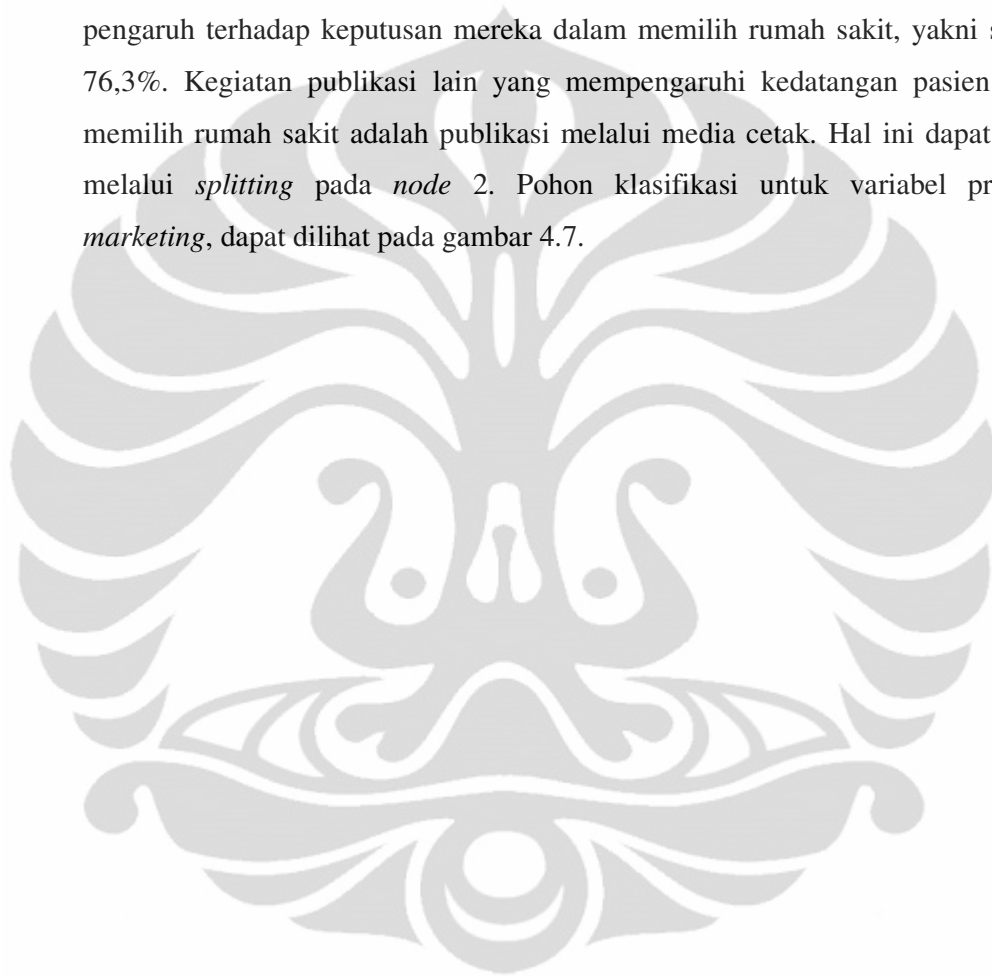 pengaruh terhadap keputusan mereka dalam memilih rumah sakit, yakni
76,3%. Kegiatan publikasi lain yang mempengaruhi kedatangan pasien
memilih rumah sakit adalah publikasi melalui media cetak. Hal ini dapat
melalui splitting pada node 2. Pohon klasifikasi untuk variabel
marketing, dapat dilihat pada gambar 4.7.